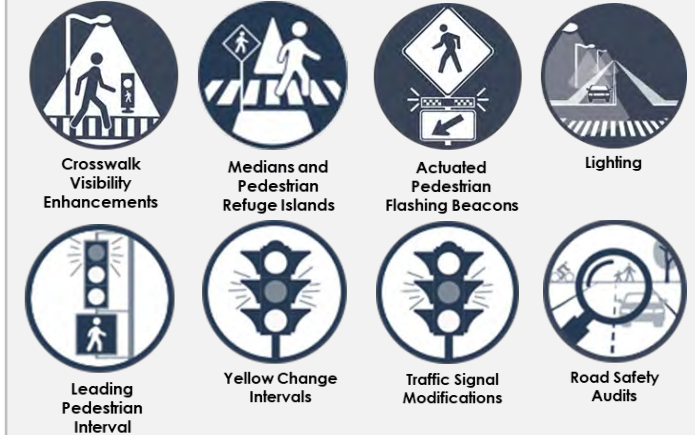 Crosswalk
Visibility
Enhancements
Medians and
Pedestrian
Refuge Islands
Actuated
Pedestrian
Flashing Beacons
Lighting
Leading
Pedestrian
Interval
Yellow Change
Intervals
Traffic Signal
Modifications
Road Safety
Audits